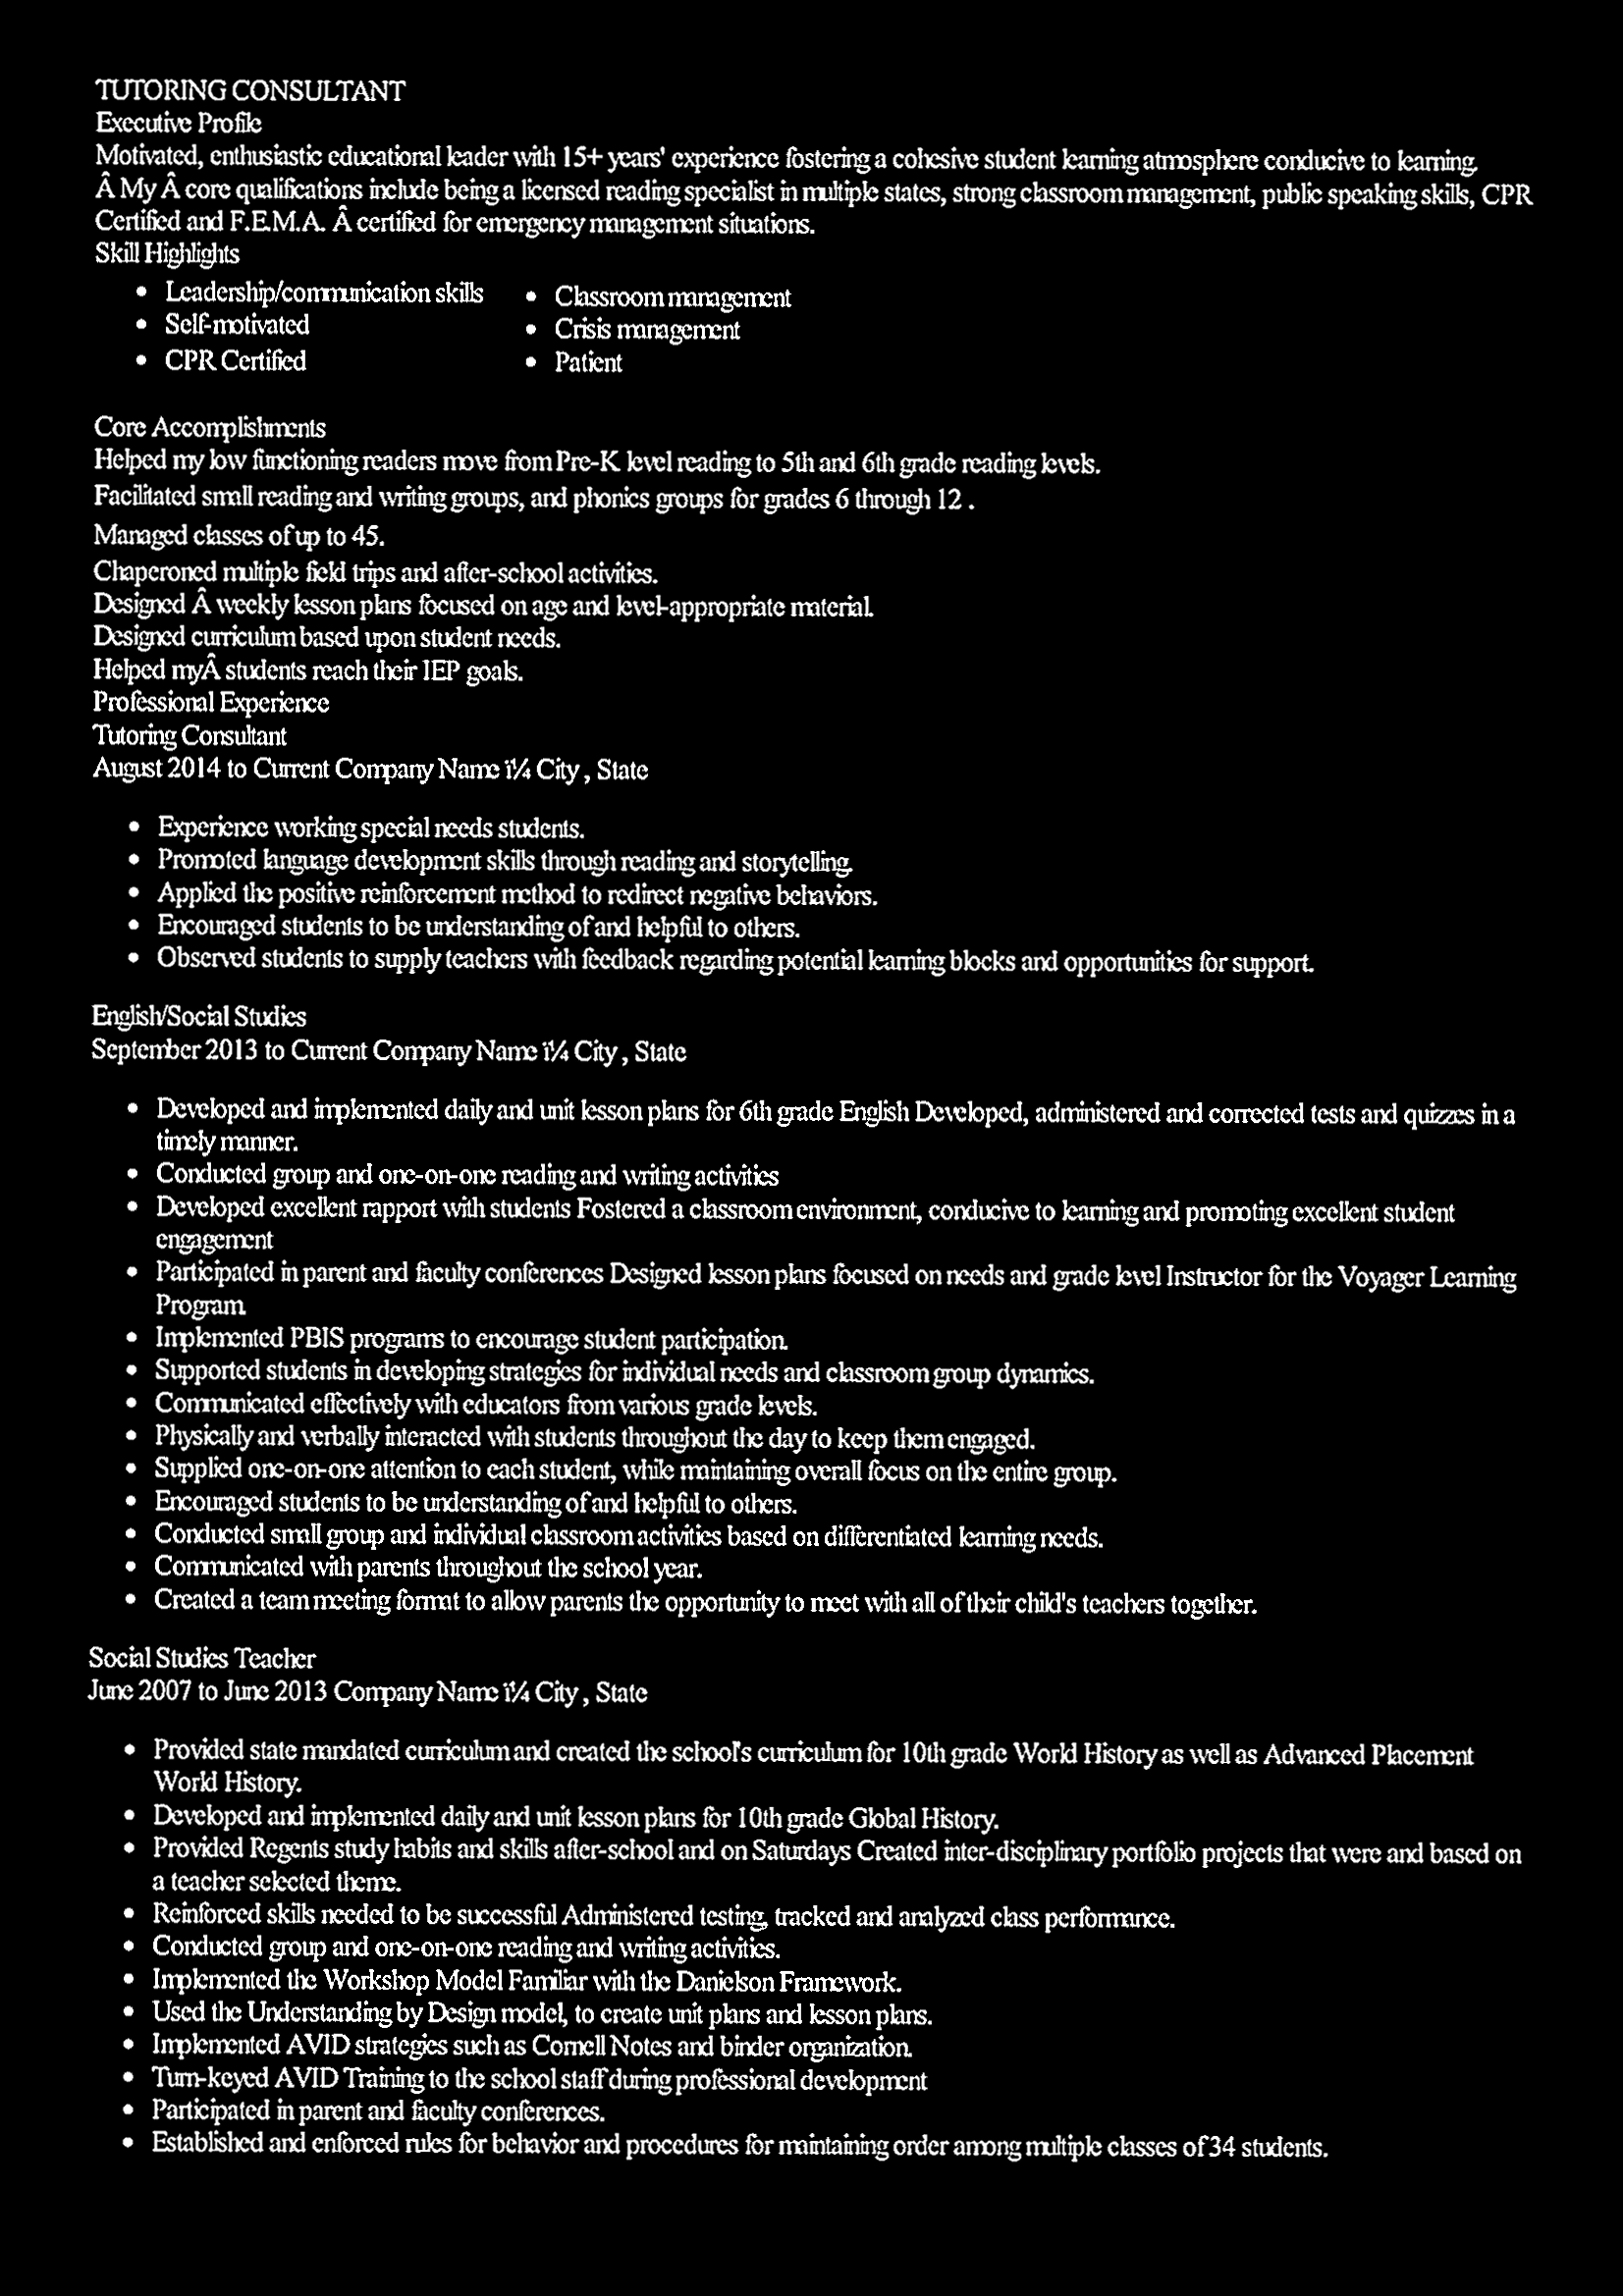 TUTORING CONSULTANT
Executive Profile
Motivated, enthusiastic educational leader with 15+ years' experience fostering a cohesive student learning atmosphere conducive to learning.
Â My Â core qualifications include being a licensed reading specialist in multiple states, strong classroom management, public speaking skills, CPR
Certified and F.E.M.A. Â certified for emergency management situations.
Skill Highlights
• Leadership/communication skills
• Self-motivated
• CPR Certified
• Classroom management
• Crisis management
• Patient
Core Accomplishments
Helped my low functioning readers move from Pre-K level reading to 5th and 6th grade reading levels.
Facilitated small reading and writing groups, and phonics groups for grades 6 through 12 .
Managed classes of up to 45.
Chaperoned multiple field trips and after-school activities.
Designed Â weekly lesson plans focused on age and level-appropriate material.
Designed curriculum based upon student needs.
Helped myÂ students reach their IEP goals.
Professional Experience
Tutoring Consultant
August 2014 to Current Company Name ï¼ City , State
• Experience working special needs students.
• Promoted language development skills through reading and storytelling.
• Applied the positive reinforcement method to redirect negative behaviors.
• Encouraged students to be understanding of and helpful to others.
• Observed students to supply teachers with feedback regarding potential learning blocks and opportunities for support.
English/Social Studies
September 2013 to Current Company Name ï¼ City , State
• Developed and implemented daily and unit lesson plans for 6th grade English Developed, administered and corrected tests and quizzes in a
timely manner.
• Conducted group and one-on-one reading and writing activities
• Developed excellent rapport with students Fostered a classroom environment, conducive to learning and promoting excellent student
engagement
• Participated in parent and faculty conferences Designed lesson plans focused on needs and grade level Instructor for the Voyager Learning
Program.
• Implemented PBIS programs to encourage student participation.
• Supported students in developing strategies for individual needs and classroom group dynamics.
• Communicated effectively with educators from various grade levels.
• Physically and verbally interacted with students throughout the day to keep them engaged.
• Supplied one-on-one attention to each student, while maintaining overall focus on the entire group.
• Encouraged students to be understanding of and helpful to others.
• Conducted small group and individual classroom activities based on differentiated learning needs.
• Communicated with parents throughout the school year.
• Created a team meeting format to allow parents the opportunity to meet with all of their child's teachers together.
Social Studies Teacher
June 2007 to June 2013 Company Name ï¼ City , State
• Provided state mandated curriculum and created the school's curriculum for 10th grade World History as well as Advanced Placement
World History.
• Developed and implemented daily and unit lesson plans for 10th grade Global History.
• Provided Regents study habits and skills after-school and on Saturdays Created inter-disciplinary portfolio projects that were and based on
a teacher selected theme.
• Reinforced skills needed to be successful Administered testing, tracked and analyzed class performance.
• Conducted group and one-on-one reading and writing activities.
• Implemented the Workshop Model Familiar with the Danielson Framework.
• Used the Understanding by Design model, to create unit plans and lesson plans.
• Implemented AVID strategies such as Cornell Notes and binder organization.
• Turn-keyed AVID Training to the school staff during professional development
• Participated in parent and faculty conferences.
• Established and enforced rules for behavior and procedures for maintaining order among multiple classes of 34 students.